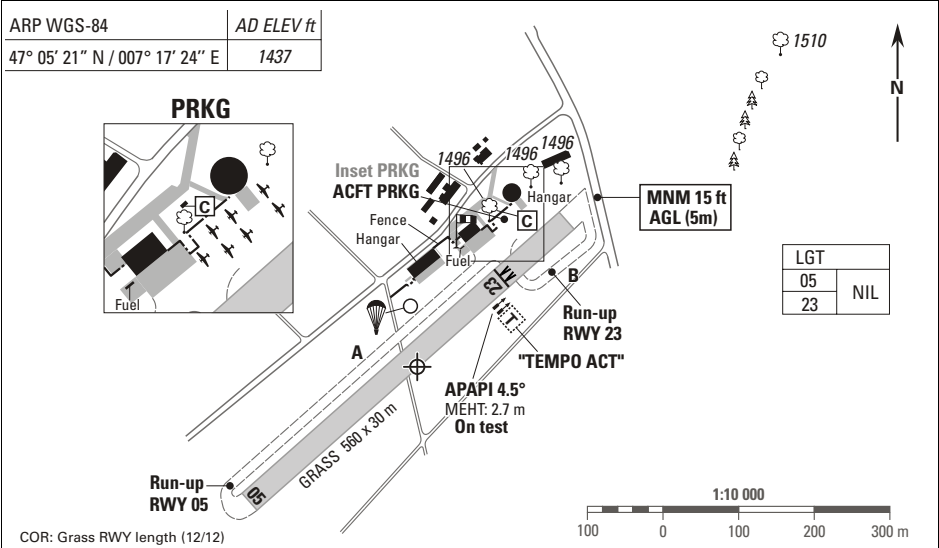 ARP WGS-84
AD ELEV ft
47° 05' 21" N / 007° 17' 24" E
1437
PRKG
C
Fuel
1510
N
1496
1496
1496
Inset PRKG
ACFT PRKG
Hangar
C
Fence
Hangar
Fuel
MNM 15 ft
AGL (5m)
LGT
05
23
NIL
23
B
Run-up
RWY 23
T
"TEMPO ACT"
A
APAPI 4.5°
MEHT: 2.7 m
On test
GRASS 560 x 30 m
Run-up
RWY 05
05
1:10 000
100
0
100
200
300 m
COR: Grass RWY length (12/12)